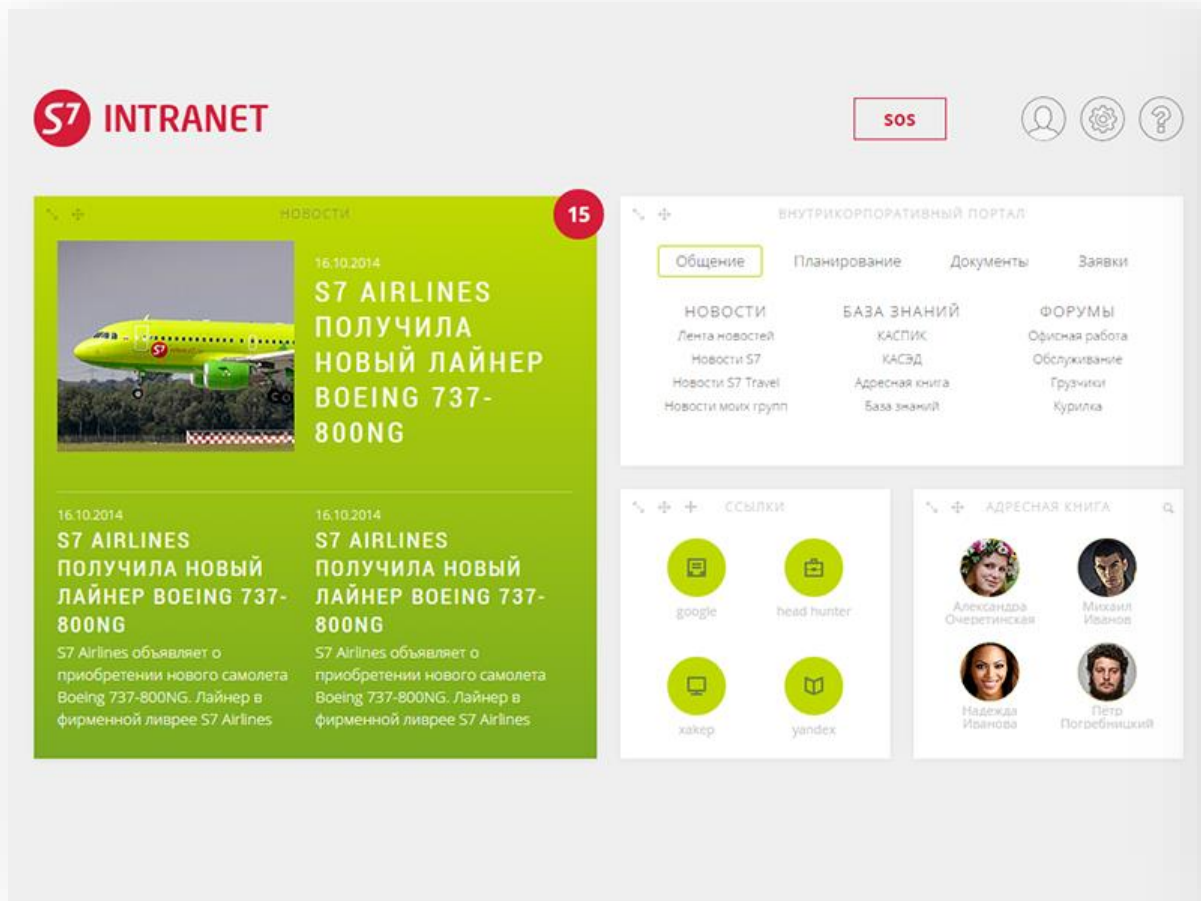 S7 INTRANET
SOS
НОВОСТИ
15
16.10.2014
S7 AIRLINES
ПОЛУЧИЛА
НОВЫЙ ЛАЙНЕР
BOEING 737-
800NG
16.10.2014
S7 AIRLINES
ПОЛУЧИЛА НОВЫЙ
ЛАЙНЕР BOEING 737-
800NG
S7 Airlines объявляет о
приобретении нового самолета
Boeing 737-800NG. Лайнер в
фирменной ливрее S7 Airlines
16.10.2014
S7 AIRLINES
ПОЛУЧИЛА НОВЫЙ
ЛАЙНЕР BOEING 737-
800NG
S7 Airlines объявляет о
приобретении нового самолета
Boeing 737-800NG. Лайнер в
фирменной ливрее S7 Airlines
ВНУТРИКОРПОРАТИВНЫЙ ПОРТАЛ
Общение Планирование Документы Заявки
НОВОСТИ
Лента новостей
Новости S7
Новости S7 Travel
Новости моих групп
БАЗА ЗНАНИЙ
КАСПИК
КАСЭД
Адресная книга
База знаний
ФОРУМЫ
Офисная работа
Обслуживание
Грузчики
Курилка
ССЫЛКИ
google
head hunter
xakep
yandex
АДРЕСНАЯ КНИГА
Александра
Очеретинская
Михаил
Иванов
Надежда
Иванова
Пётр
Погребницкий